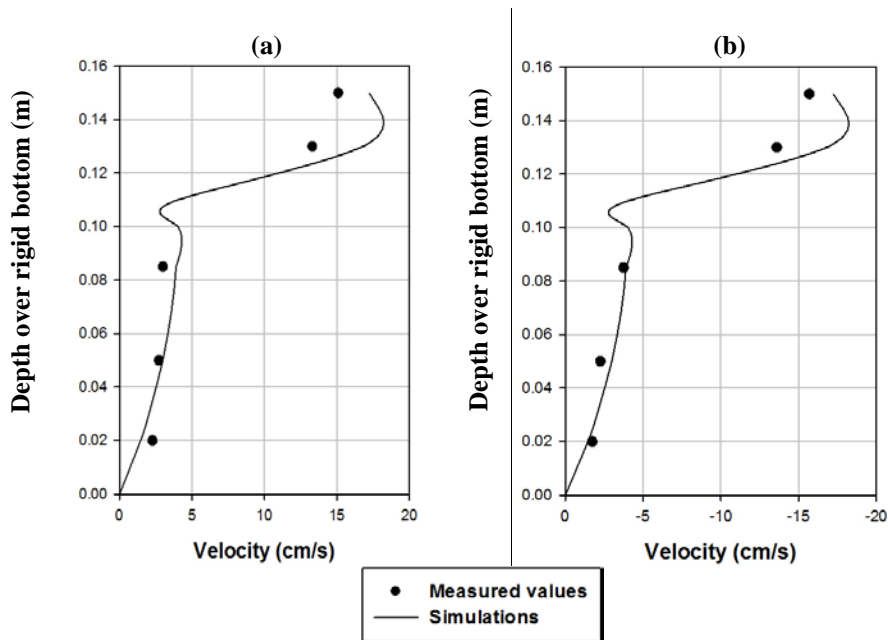 (a)
Depth over rigid bottom (m)
0.16
0.14
0.12
0.10
0.08
0.06
0.04
0.02
0.00
0 5 10 15 20
Velocity (cm/s)
(b)
Depth over rigid bottom (m)
0.16
0.14
0.12
0.10
0.08
0.06
0.04
0.02
0.00
0 -5 -10 -15 -20
Velocity (cm/s)
Measured values
Simulations